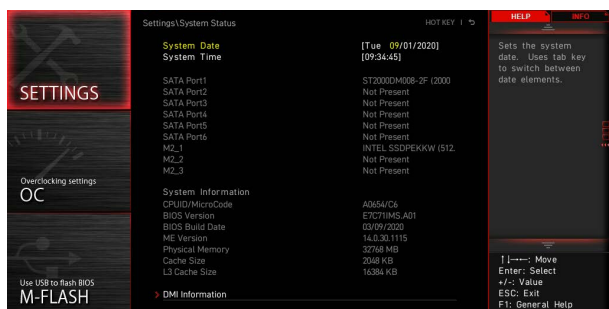 Settings\System Status
HOT KEY |
HELP
INFO
System Date [Tue 09/01/2020]
System Time [09:34:45]
SATA Port1 ST2000DM008-2F (2000
SATA Port2 Not Present
SATA Port3 Not Present
SATA Port4 Not Present
SATA Port5 Not Present
SATA Port6 Not Present
M2_1 INTEL SSDPEKKW (512.
M2_2 Not Present
M2_3 Not Present
System Information
CPUID/MicroCode A0654/C6
BIOS Version E7C71IMS.A01
BIOS Build Date 03/09/2020
ME Version 14.0.30.1115
Physical Memory 32768 MB
Cache Size 2048 KB
L3 Cache Size 16384 KB
> DMI Information
SETTINGS
Overclocking settings
OC
Use USB to flash BIOS
M-FLASH
Sets the system
date. Uses tab key
to switch between
date elements.
↑↓→←: Move
Enter: Select
+/-: Value
ESC: Exit
F1: General Help